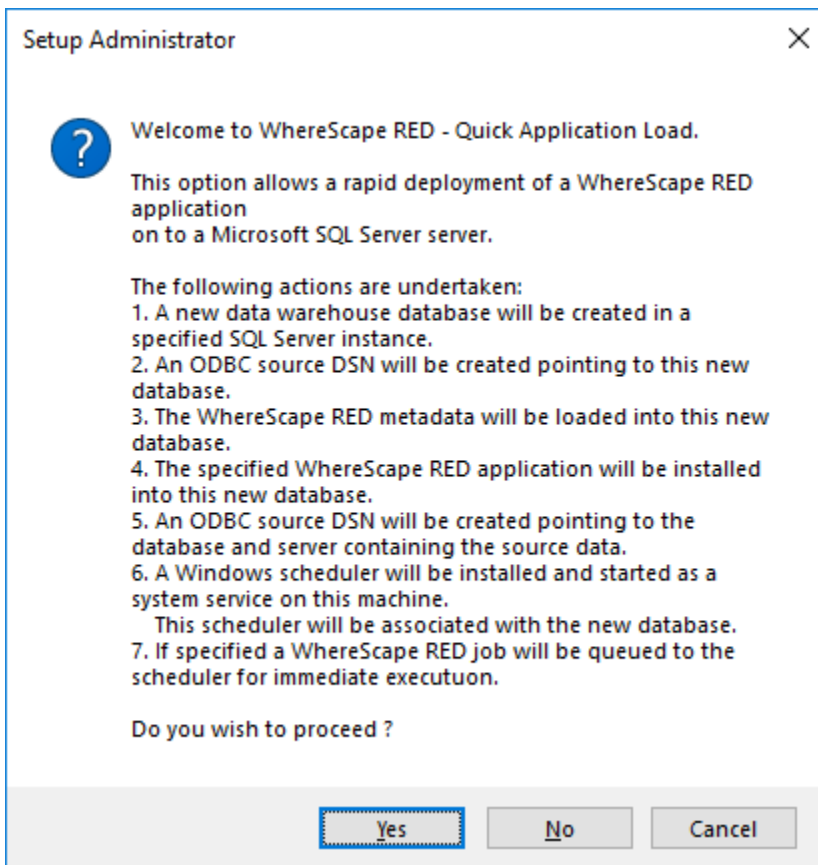 Setup Administrator
?
Welcome to WhereScape RED - Quick Application Load.
This option allows a rapid deployment of a WhereScape RED
application
on to a Microsoft SQL Server server.
The following actions are undertaken:
1. A new data warehouse database will be created in a
specified SQL Server instance.
2. An ODBC source DSN will be created pointing to this new
database.
3. The WhereScape RED metadata will be loaded into this new
database.
4. The specified WhereScape RED application will be installed
into this new database.
5. An ODBC source DSN will be created pointing to the
database and server containing the source data.
6. A Windows scheduler will be installed and started as a
system service on this machine.
This scheduler will be associated with the new database.
7. If specified a WhereScape RED job will be queued to the
scheduler for immediate executuon.
Do you wish to proceed ?
Yes No Cancel